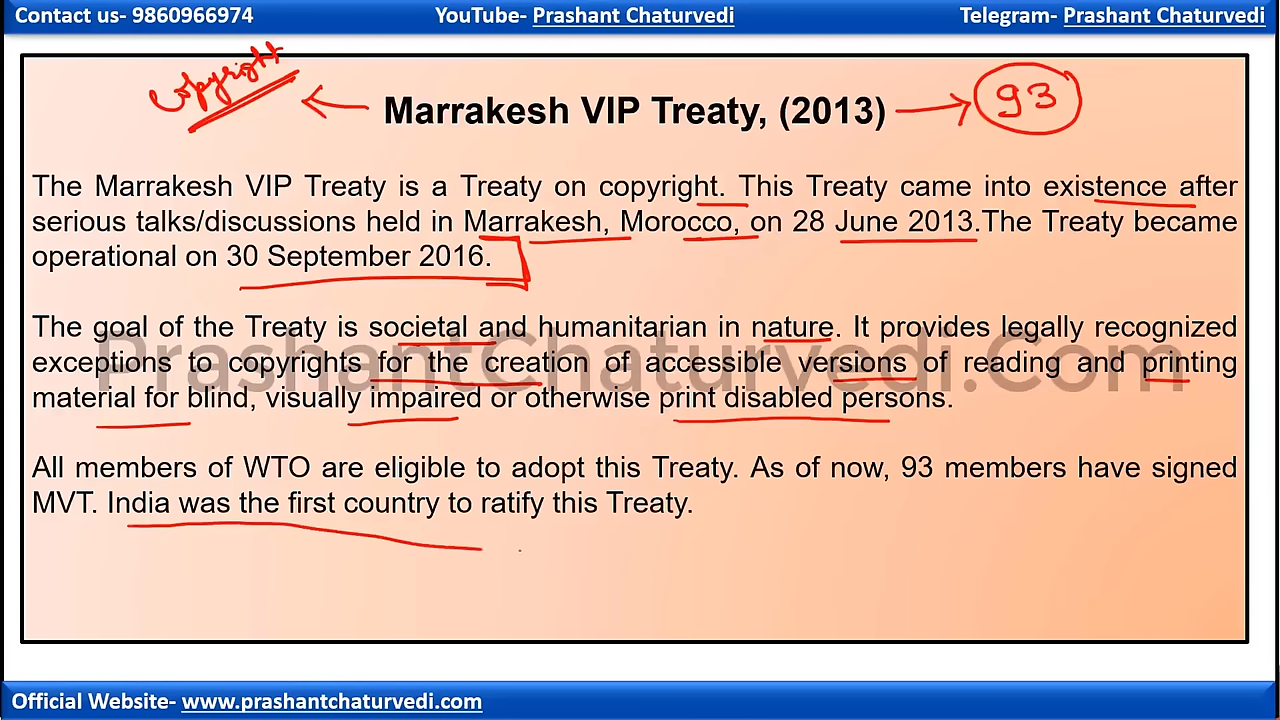 Contact us- 9860966974 YouTube- Prashant Chaturvedi Telegram- Prashant Chaturvedi
Copyright
Marrakesh VIP Treaty, (2013)
93
The Marrakesh VIP Treaty is a Treaty on copyright. This Treaty came into existence after
serious talks/discussions held in Marrakesh, Morocco, on 28 June 2013.The Treaty became
operational on 30 September 2016.
The goal of the Treaty is societal and humanitarian in nature. It provides legally recognized
exceptions to copyrights for the creation of accessible versions of reading and printing
material for blind, visually impaired or otherwise print disabled persons.
PrashantChaturvedi.Com
All members of WTO are eligible to adopt this Treaty. As of now, 93 members have signed
MVT. India was the first country to ratify this Treaty.
Official Website- www.prashantchaturvedi.com